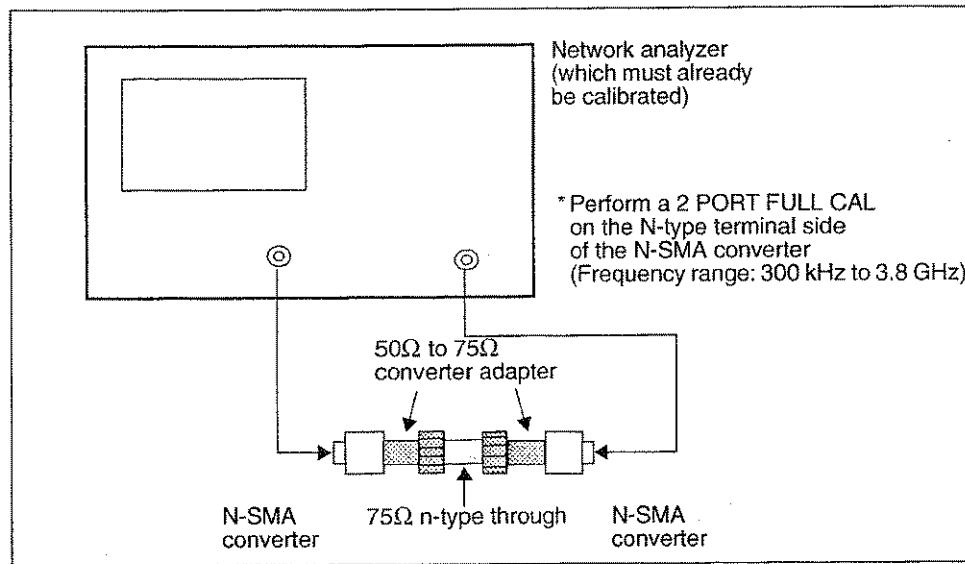 Network analyzer
(which must already
be calibrated)
* Perform a 2 PORT FULL CAL
on the N-type terminal side
of the N-SMA converter
(Frequency range: 300 kHz to 3.8 GHz)
50Ω to 75Ω
converter adapter
N-SMA
converter
75Ω n-type through
N-SMA
converter